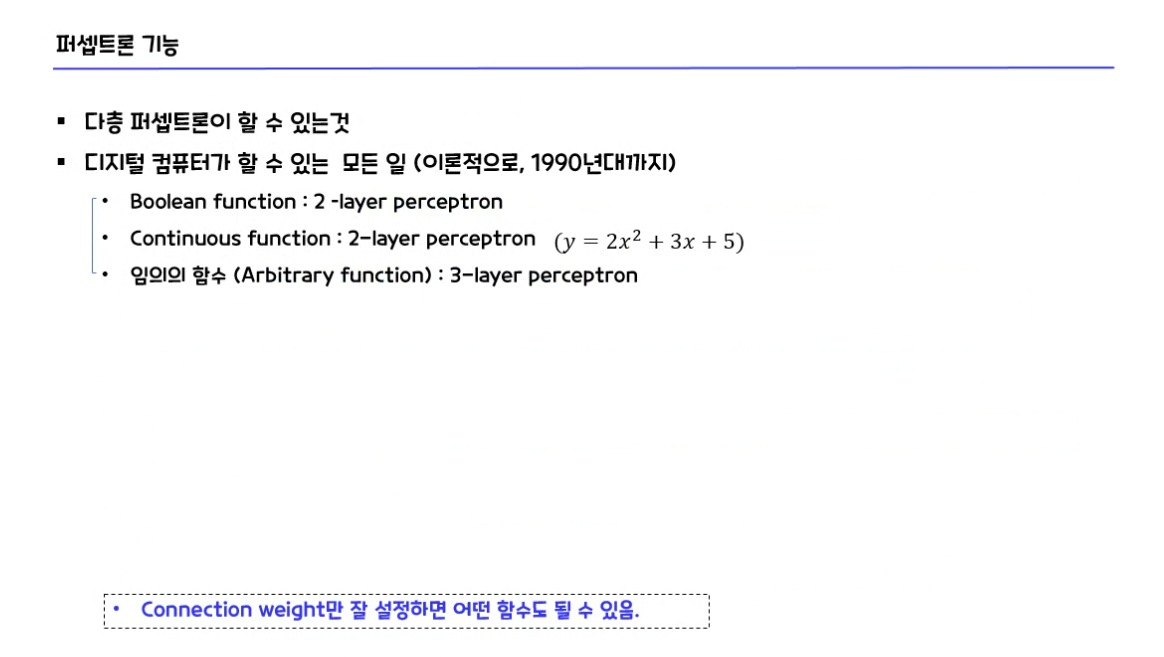 퍼셉트론 기능
▪ 다층 퍼셉트론이 할 수 있는것
▪ 디지털 컴퓨터가 할 수 있는 모든 일 (이론적으로, 1990년대까지)
• Boolean function : 2 -layer perceptron
• Continuous function : 2-layer perceptron (y = 2x² + 3x + 5)
• 임의의 함수 (Arbitrary function) : 3-layer perceptron
• Connection weight만 잘 설정하면 어떤 함수도 될 수 있음.